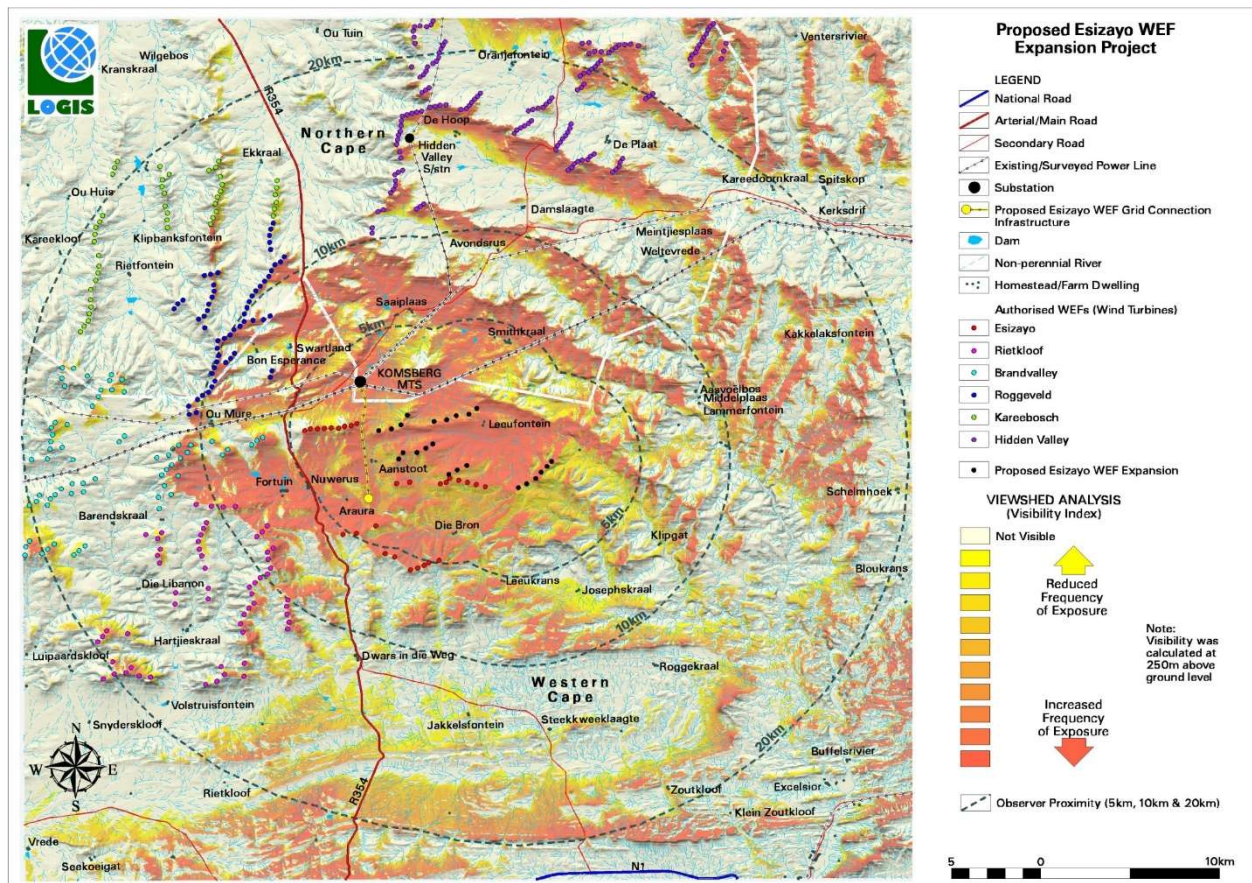 LOGIS
Wilgebos
Kranskraal
Ou Tuin
Oranjefontein
Ventersrivier
20km
R354
Northern
Cape
De Hoop
Hidden
Valley
S/stn
De Plaat
Ekkraal
Ou Huis
Kareedoornkraal
Spitskop
Damslaagte
Kerksdrif
Kareekloof
Klipbanksfontein
Meintjiesplaas
Weltevrede
Avondsrus
10km
Rietfontein
Saaiplaas
5km
Smithkraal
Kakkelaksfontein
Swartland
Bon Esperance
KOMSBERG
MTS
Aasvoëlbos
Middelplaas
Lammerfontein
Ou Mure
Leeufontein
Aanstoot
Fortuin
Nuwerus
Scheimhoek
Araura
Barendskraal
Die Bron
5km
Klipgat
Bloukrans
Die Libanon
Leeukrans
Josephskraal
10km
Hartjieskraal
Luipaardskloof
Dwars in die Weg
Roggekraal
Western
Cape
Volstruisfontein
Snyderskloof
Jakkelsfontein
Steekkweeklaagte
20km
Buffelsrivier
N
W
E
S
Rietkloof
R354
Zoutkloof
Excelsior
Klein Zoutkloof
Vrede
Seekoeigat
N1
Proposed Esizayo WEF
Expansion Project
LEGEND
National Road
Arterial/Main Road
Secondary Road
Existing/Surveyed Power Line
Substation
Proposed Esizayo WEF Grid Connection
Infrastructure
Dam
Non-perennial River
Homestead/Farm Dwelling
Authorised WEFs (Wind Turbines)
Esizayo
Rietkloof
Brandvalley
Roggeveld
Kareebosch
Hidden Valley
Proposed Esizayo WEF Expansion
VIEWSHED ANALYSIS
(Visibility Index)
Not Visible
Reduced
Frequency
of Exposure
Note:
Visibility was
calculated at
250m above
ground level
Increased
Frequency
of Exposure
Observer Proximity (5km, 10km & 20km)
5
0
10km